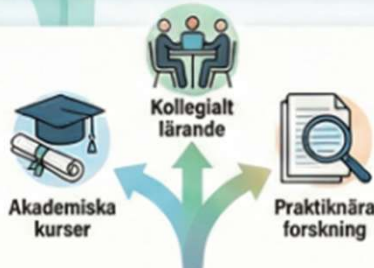 Kollegialt
lärande
Akademiska
kurser
Praktiknära
forskning